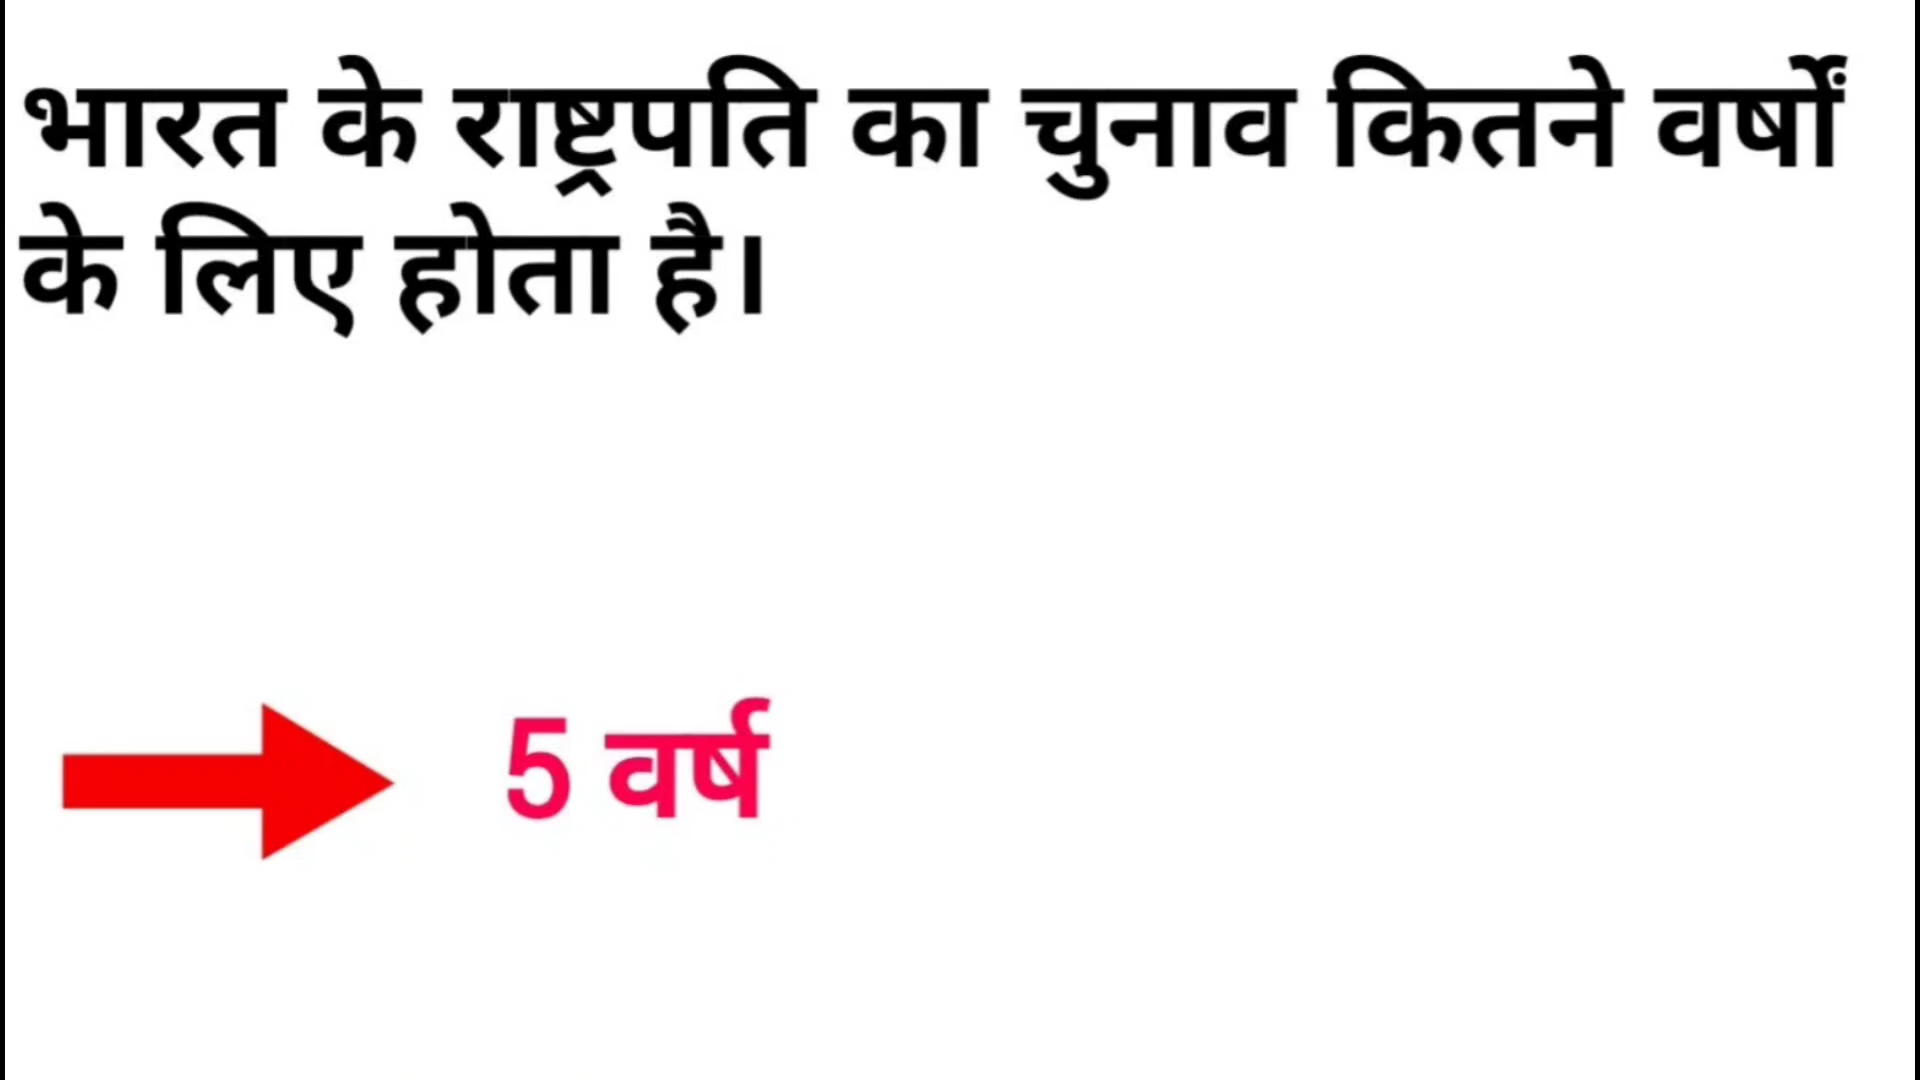 भारत के राष्ट्रपति का चुनाव कितने वर्षों
के लिए होता है।
5 वर्ष